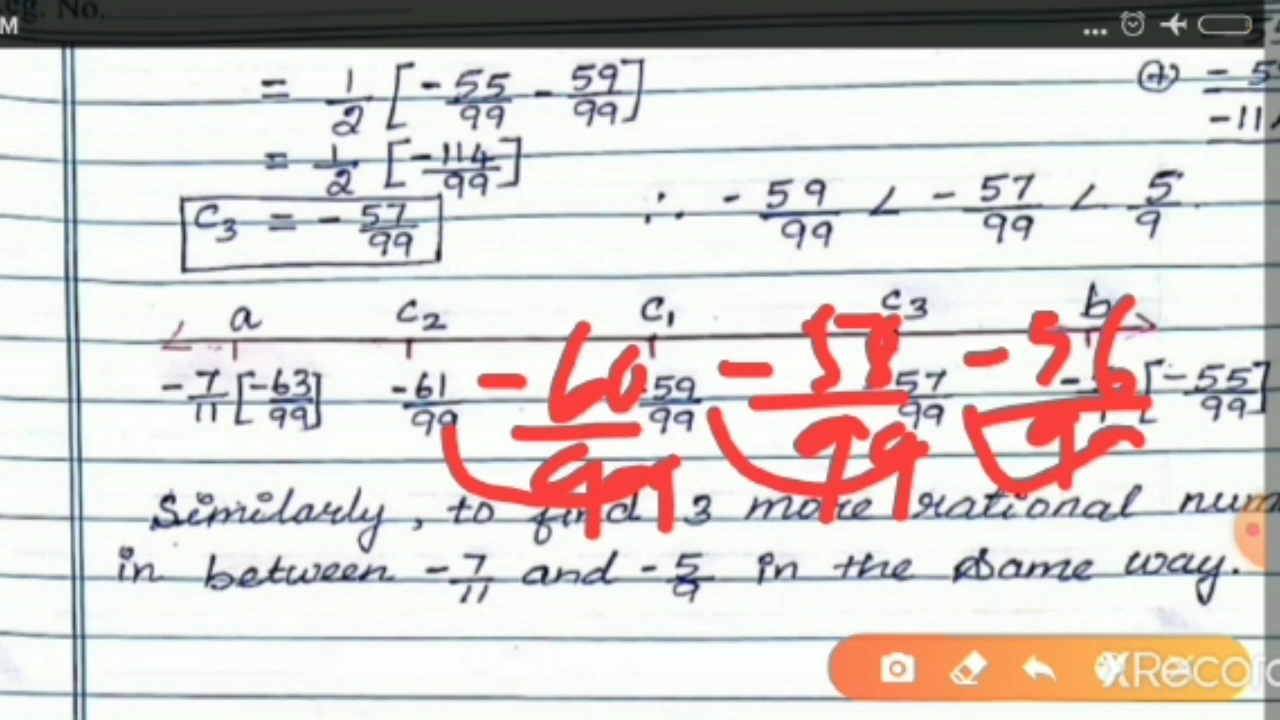 eg. No.
M
= 1/2 [-55/99 - 59/99]
= 1/2 [-114/99]
C3 = - 57/99
∴ - 59/99 < - 57/99 < 5/9
a C2 C1 C3 b
-7/11 [-63/99] -61/99 -60/99 59/99 -58/99 57/99 -56/99 [-55/99]
Similarly, to find 3 more rational num
in between -7/11 and -5/9 in the same way.
XRecord